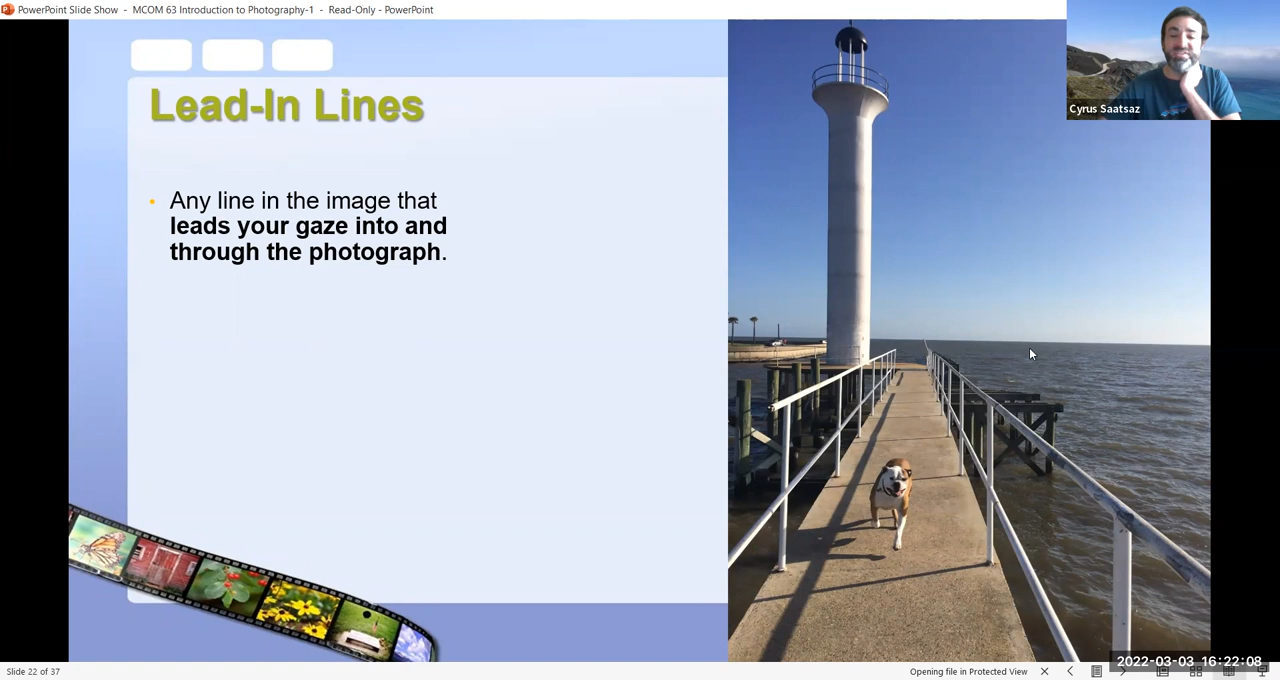 PowerPoint Slide Show - MCOM 63 Introduction to Photography-1 - Read-Only - PowerPoint
Cyrus Saatsaz
Lead-In Lines
• Any line in the image that
leads your gaze into and
through the photograph.
Slide 22 of 37
Opening file in Protected View
2022-03-03 16:22:08